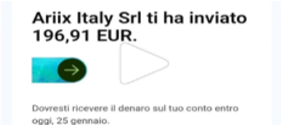 Ariix Italy Srl ti ha inviato
196,91 EUR.
Dovresti ricevere il denaro sul tuo conto entro
oggi, 25 gennaio.